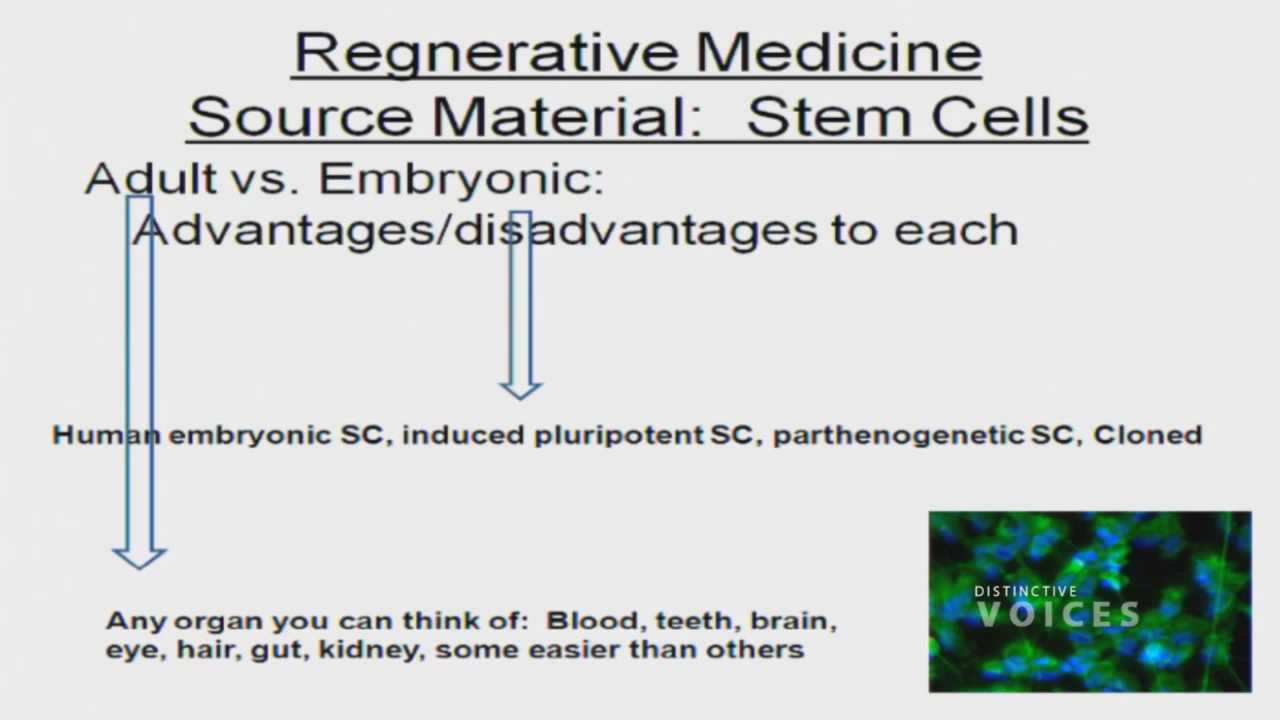 Regnerative Medicine
Source Material: Stem Cells
Adult vs. Embryonic:
Advantages/disadvantages to each
Human embryonic SC, induced pluripotent SC, parthenogenetic SC, Cloned
Any organ you can think of: Blood, teeth, brain,
eye, hair, gut, kidney, some easier than others
DISTINCTIVE
VOICES